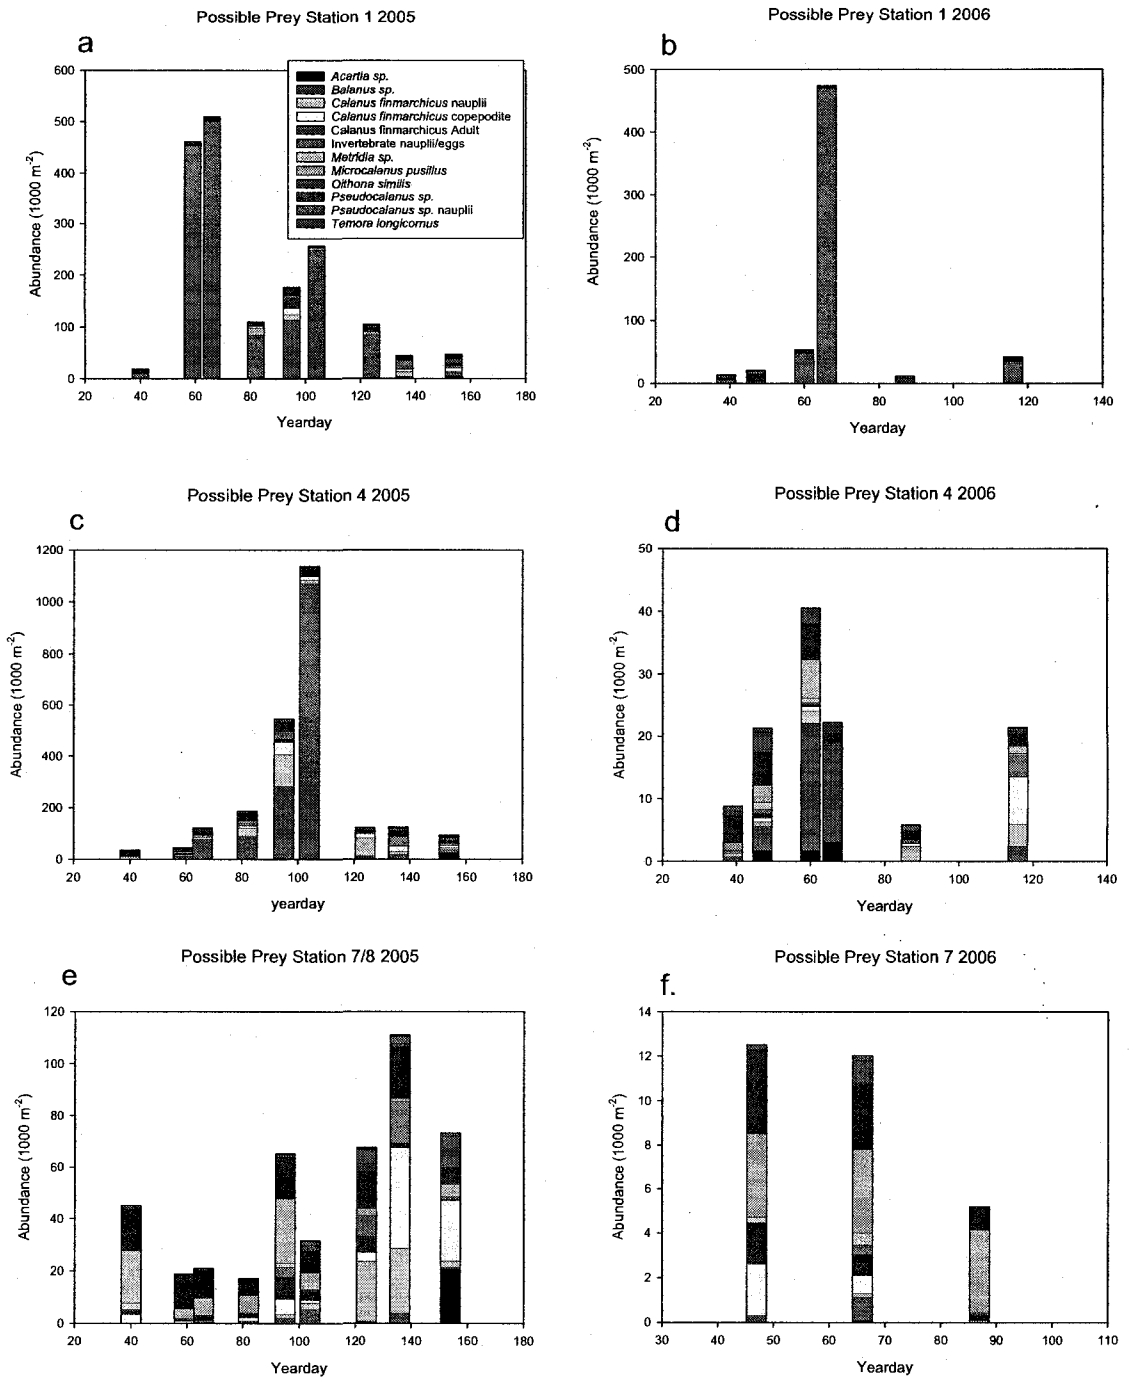 Possible Prey Station 1 2005
a
600
500
400
300
200
100
0
Abundance (1000 m-2)
Acartia sp.
Balanus sp.
Calanus finmarchicus nauplii
Calanus finmarchicus copepodite
Calanus finmarchicus Adult
Invertebrate nauplii/eggs
Metridia sp.
Microcalanus pusillus
Oithona similis
Pseudocalanus sp.
Pseudocalanus sp. nauplii
Temora longicornus
20 40 60 80 100 120 140 160 180
Yearday
Possible Prey Station 1 2006
b
500
400
500
200
100
0
Abundance (1000 m-2)
20 40 60 80 100 120 140
Yearday
Possible Prey Station 4 2005
c
1200
1000
800
600
400
200
0
Abundance (1000 m-2)
20 40 60 80 100 120 140 160 180
yearday
Possible Prey Station 4 2006
d
50
40
30
20
10
0
Abundance (1000 m-2)
20 40 60 80 100 120 140
Yearday
Possible Prey Station 7/8 2005
e
120
100
80
60
40
20
0
Abundance (1000 m-2)
20 40 60 80 100 120 140 160 180
Yearday
Possible Prey Station 7 2006
f.
14
12
10
8
6
4
2
0
Abundance (1000 m-2)
30 40 50 60 70 80 90 100 110
Yearday